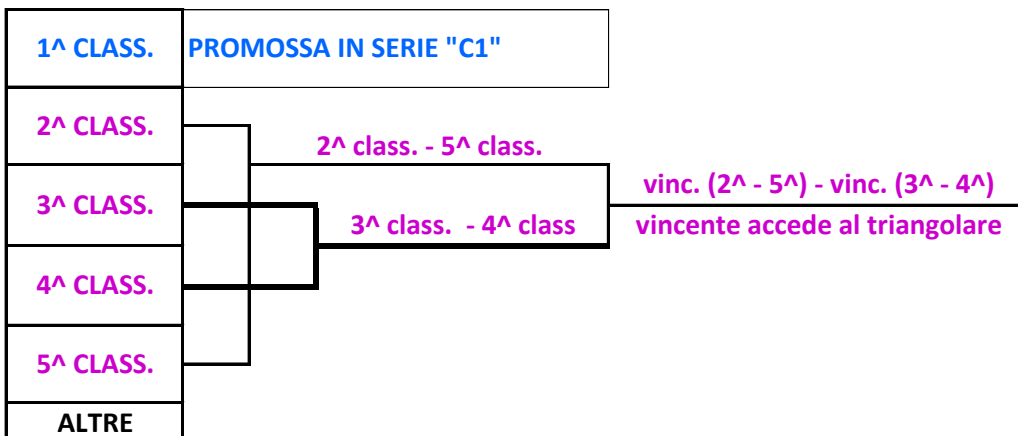 1^ CLASS. PROMOSSA IN SERIE "C1"
2^ CLASS.
2^ class. - 5^ class.
vinc. (2^ - 5^) - vinc. (3^ - 4^)
3^ CLASS.
3^ class.  - 4^ class
vincente accede al triangolare
4^ CLASS.
5^ CLASS.
ALTRE